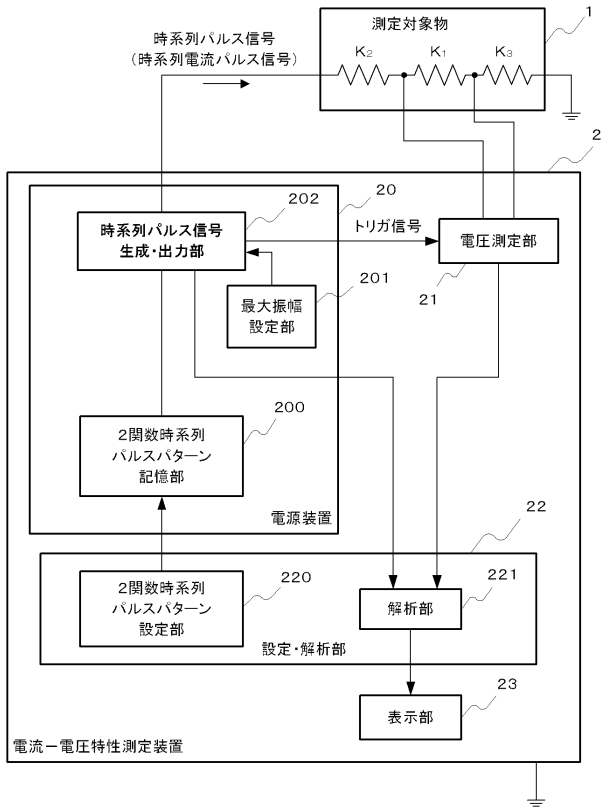 測定対象物
1
時系列パルス信号
(時系列電流パルス信号)
K₂
K₁
K₃
2
20
202
時系列パルス信号
生成・出力部
トリガ信号
電圧測定部
21
201
最大振幅
設定部
200
2関数時系列
パルスパターン
記憶部
電源装置
22
220
2関数時系列
パルスパターン
設定部
221
解析部
設定・解析部
23
表示部
電流ー電圧特性測定装置